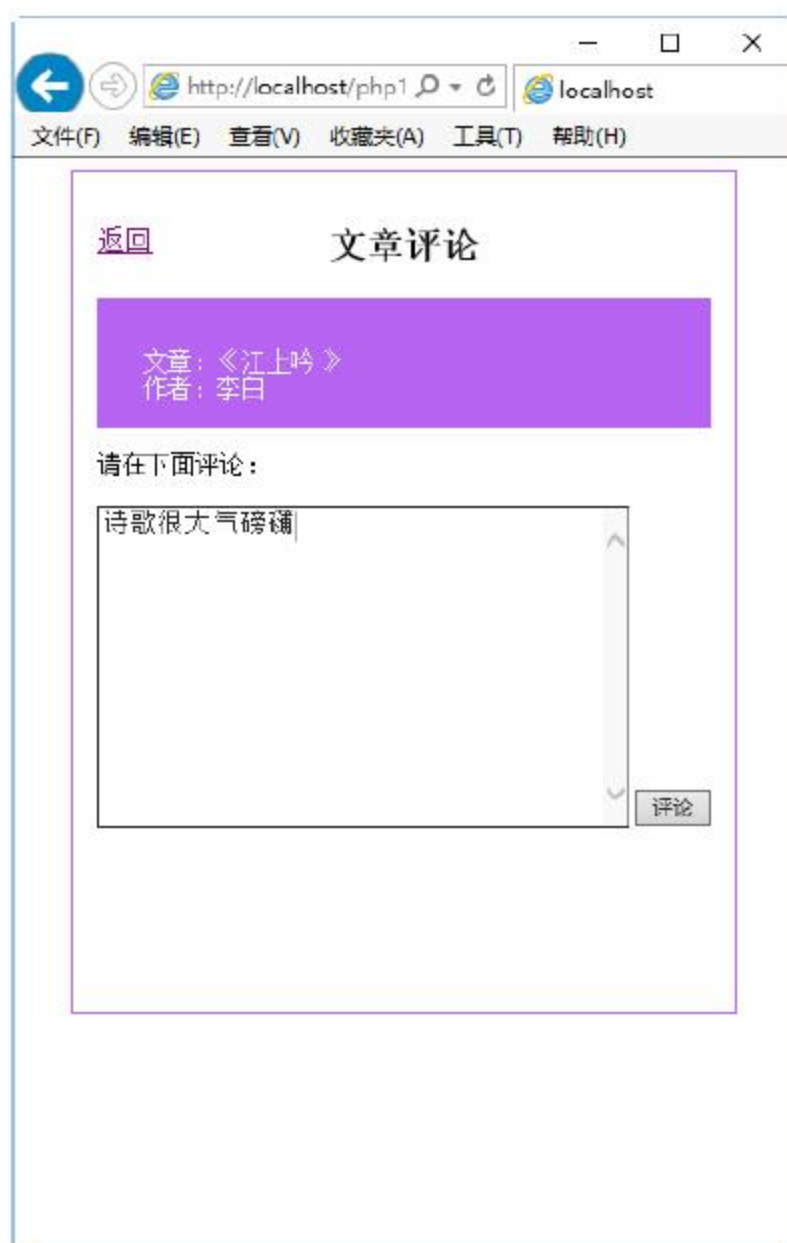 http://localhost/php1
localhost
文件(F) 编辑(E) 查看(V) 收藏夹(A) 工具(T) 帮助(H)
返回 文章评论
文章：《江上吟 》
作者：李白
请在下面评论：
诗歌很大气磅礴
评论